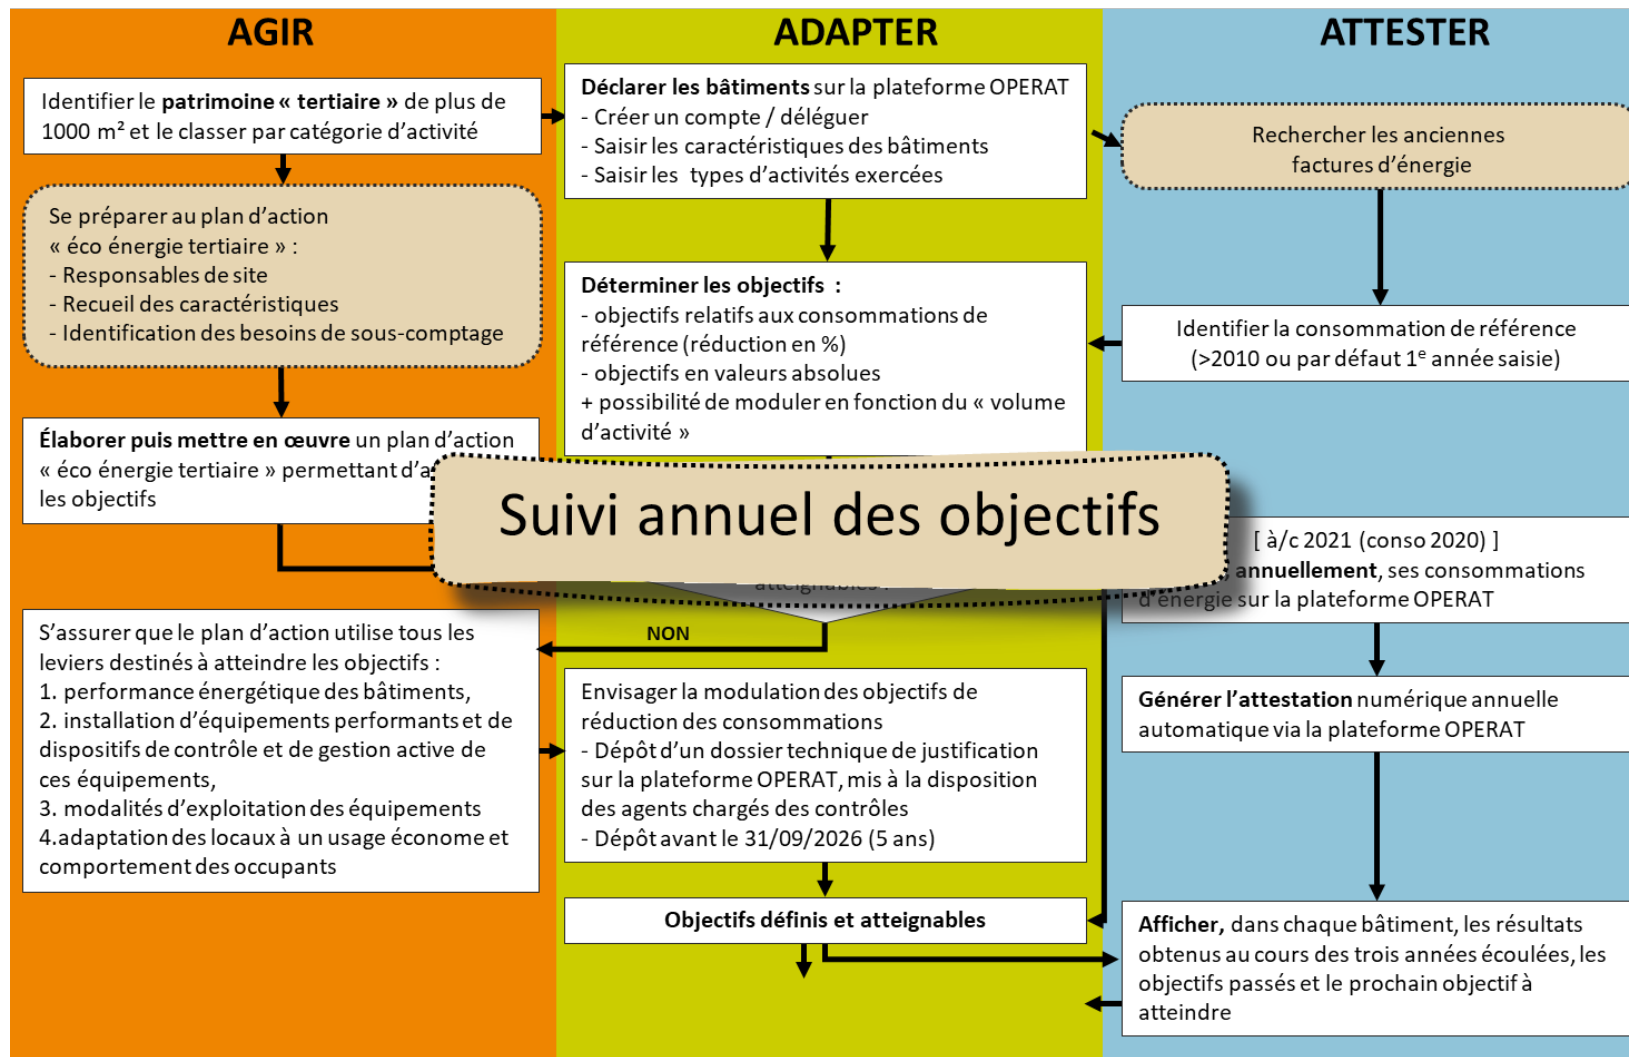 AGIR
Identifier le patrimoine « tertiaire » de plus de
1000 m² et le classer par catégorie d'activité
Se préparer au plan d'action
« éco énergie tertiaire » :
- Responsables de site
- Recueil des caractéristiques
- Identification des besoins de sous-comptage
Élaborer puis mettre en œuvre un plan d'action
« éco énergie tertiaire » permettant
les objectifs
S'assurer que le plan d'action utilise tous les
leviers destinés à atteindre les objectifs :
1. performance énergétique des bâtiments,
2. installation d'équipements performants et de
dispositifs de contrôle et de gestion active de
ces équipements,
3. modalités d'exploitation des équipements
4.adaptation des locaux à un usage économe et
comportement des occupants
ADAPTER
Déclarer les bâtiments sur la plateforme OPERAT
- Créer un compte / déléguer
- Saisir les caractéristiques des bâtiments
- Saisir les types d'activités exercées
Déterminer les objectifs :
- objectifs relatifs aux consommations de
référence (réduction en %)
- objectifs en valeurs absolues
+ possibilité de moduler en fonction du « volume
d'activité »
Suivi annuel des objectifs
NON
Envisager la modulation des objectifs de
réduction des consommations
- Dépôt d'un dossier technique de justification
sur la plateforme OPERAT, mis à la disposition
des agents chargés des contrôles
- Dépôt avant le 31/09/2026 (5 ans)
Objectifs définis et atteignables
ATTESTER
Rechercher les anciennes
factures d'énergie
Identifier la consommation de référence
(>2010 ou par défaut 1e année saisie)
[ à/c 2021 (conso 2020) ]
annuellement, ses consommations
d'énergie sur la plateforme OPERAT
Générer l'attestation numérique annuelle
automatique via la plateforme OPERAT
Afficher, dans chaque bâtiment, les résultats
obtenus au cours des trois années écoulées, les
objectifs passés et le prochain objectif à
atteindre